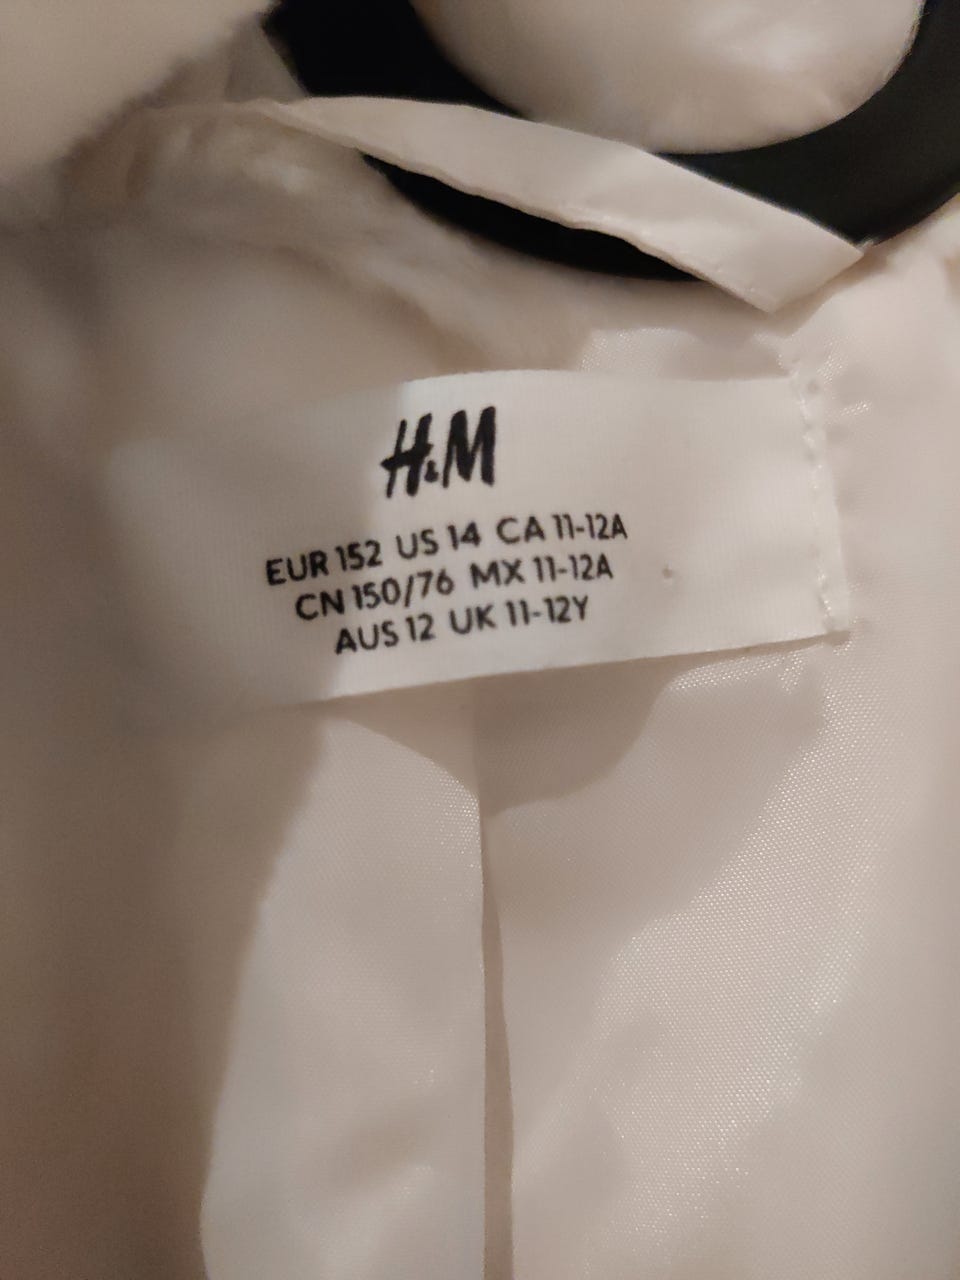 H&M
EUR 152 US 14 CA 11-12A
CN 150/76 MX 11-12A
AUS 12 UK 11-12Y